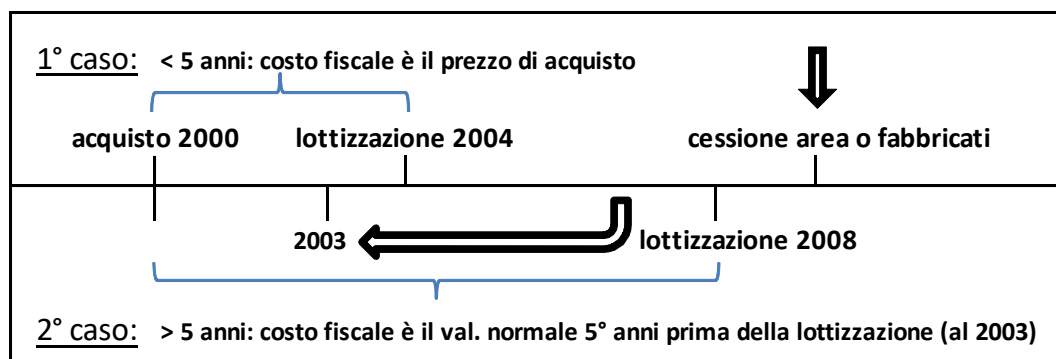 1° caso: < 5 anni: costo fiscale è il prezzo di acquisto
acquisto 2000 lottizzazione 2004 cessione area o fabbricati
2003 lottizzazione 2008
2° caso: > 5 anni: costo fiscale è il val. normale 5° anni prima della lottizzazione (al 2003)